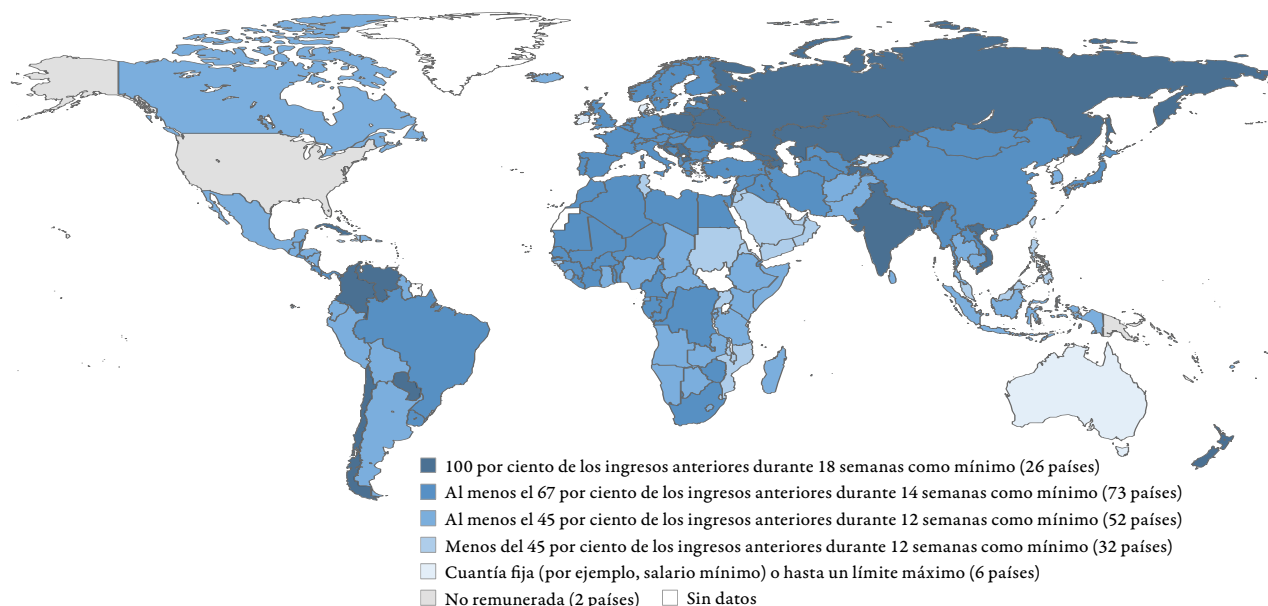 100 por ciento de los ingresos anteriores durante 18 semanas como mínimo (26 países)
Al menos el 67 por ciento de los ingresos anteriores durante 14 semanas como mínimo (73 países)
Al menos el 45 por ciento de los ingresos anteriores durante 12 semanas como mínimo (52 países)
Menos del 45 por ciento de los ingresos anteriores durante 12 semanas como mínimo (32 países)
Cuantía fija (por ejemplo, salario mínimo) o hasta un límite máximo (6 países)
No remunerada (2 países) Sin datos